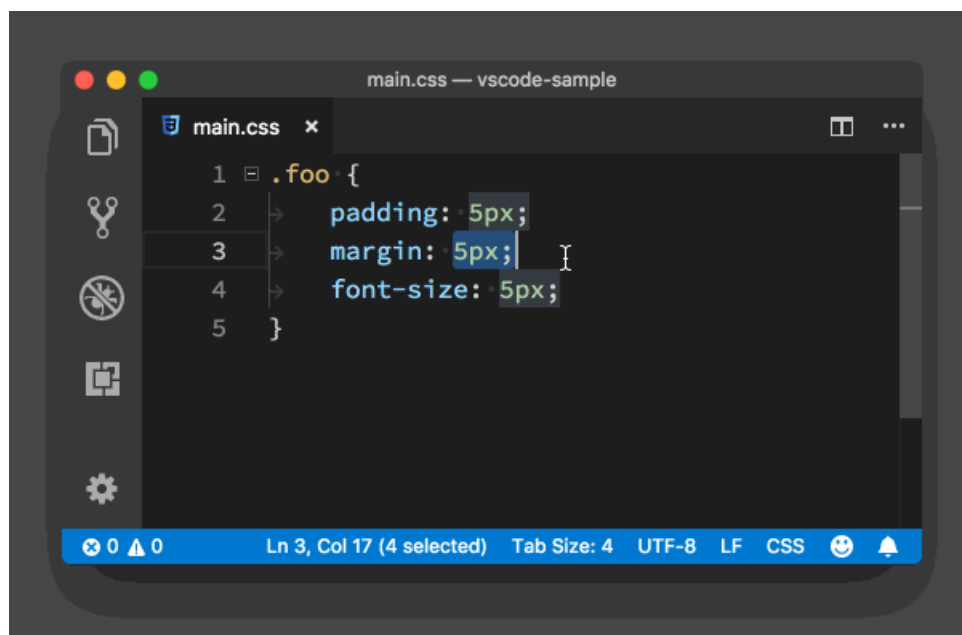 main.css — vscode-sample
main.css
1 .foo {
2 padding: 5px;
3 margin: 5px;
4 font-size: 5px;
5 }
0 0 Ln 3, Col 17 (4 selected) Tab Size: 4 UTF-8 LF CSS